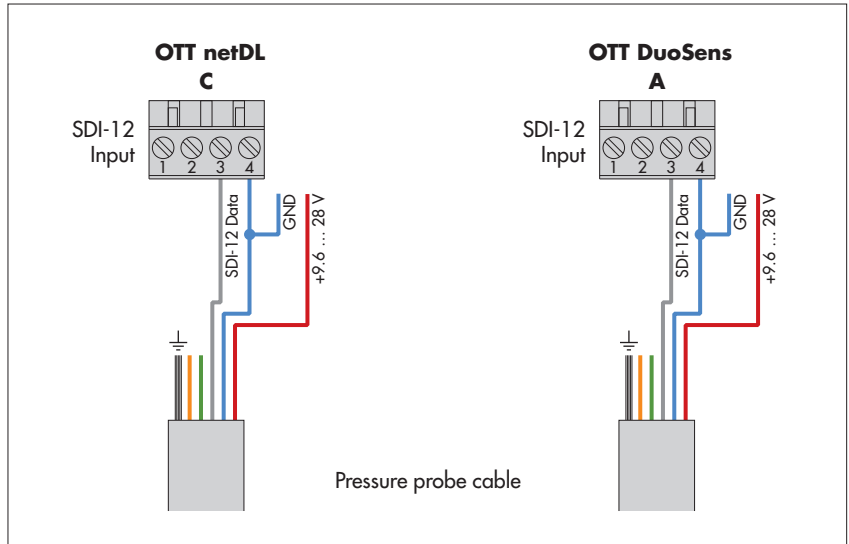 OTT netDL
C
SDI-12
Input
1 2 3 4
SDI-12 Data
GND
+9.6 ... 28 V
OTT DuoSens
A
SDI-12
Input
1 2 3 4
SDI-12 Data
GND
+9.6 ... 28 V
Pressure probe cable